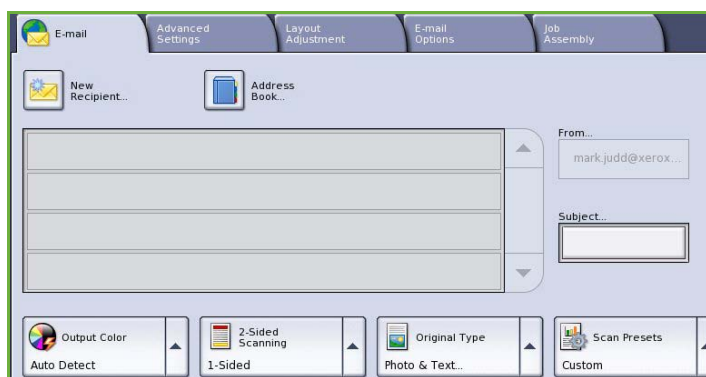 E-mail
Advanced
Settings
Layout
Adjustment
E-mail
Options
Job
Assembly
New
Recipient...
Address
Book...
From...
mark.judd@xerox...
Subject...
Output Color
Auto Detect
2-Sided
Scanning
1-Sided
Original Type
Photo & Text...
Scan Presets
Custom